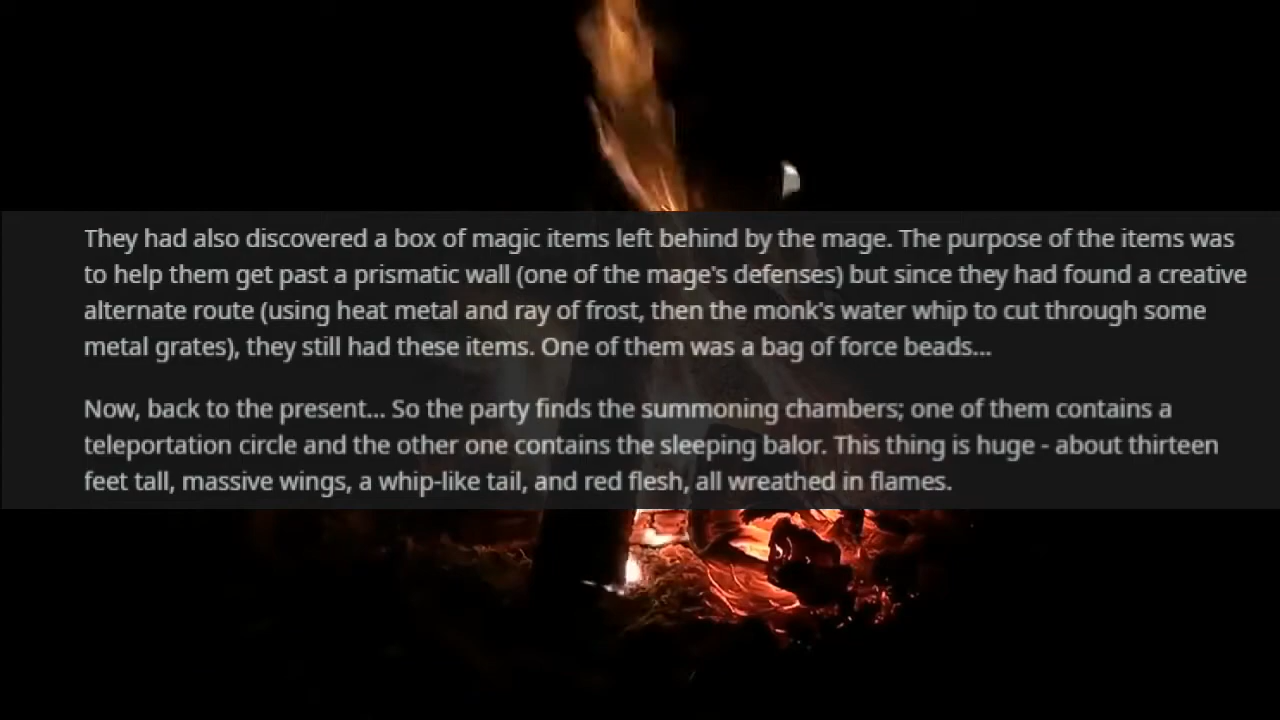 They had also discovered a box of magic items left behind by the mage. The purpose of the items was
to help them get past a prismatic wall (one of the mage's defenses) but since they had found a creative
alternate route (using heat metal and ray of frost, then the monk's water whip to cut through some
metal grates), they still had these items. One of them was a bag of force beads...
Now, back to the present... So the party finds the summoning chambers; one of them contains a
teleportation circle and the other one contains the sleeping balor. This thing is huge - about thirteen
feet tall, massive wings, a whip-like tail, and red flesh, all wreathed in flames.